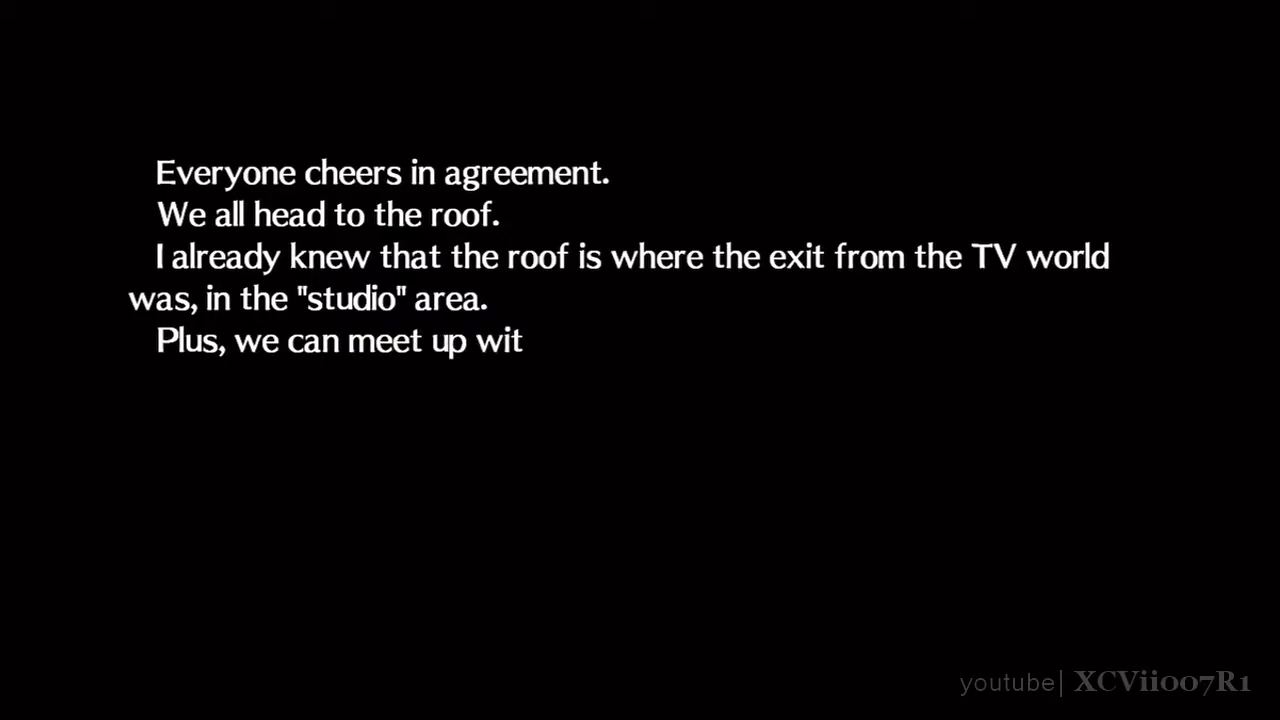 Everyone cheers in agreement.
We all head to the roof.
I already knew that the roof is where the exit from the TV world
was, in the "studio" area.
Plus, we can meet up wit
youtube| XCVii007R1